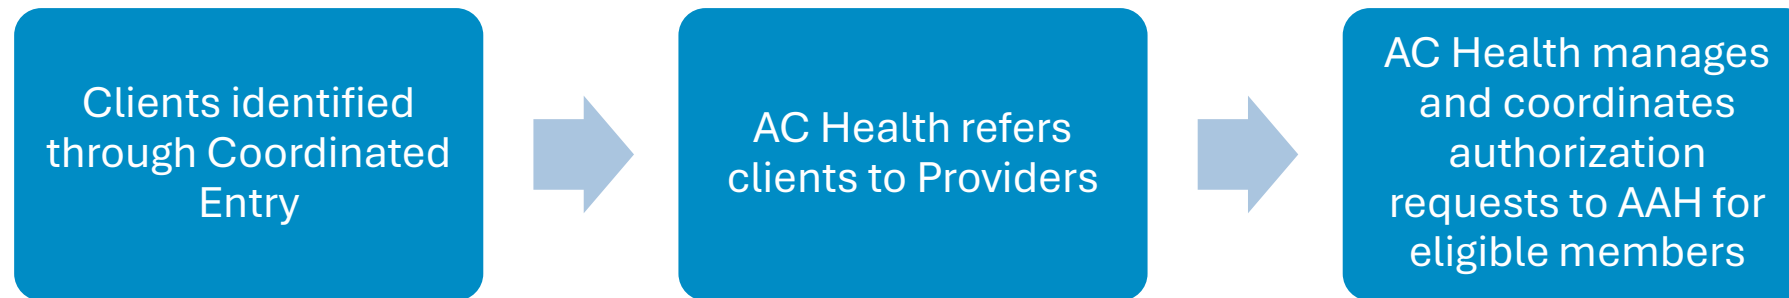 Clients identified
through Coordinated
Entry
AC Health refers
clients to Providers
AC Health manages
and coordinates
authorization
requests to AAH for
eligible members